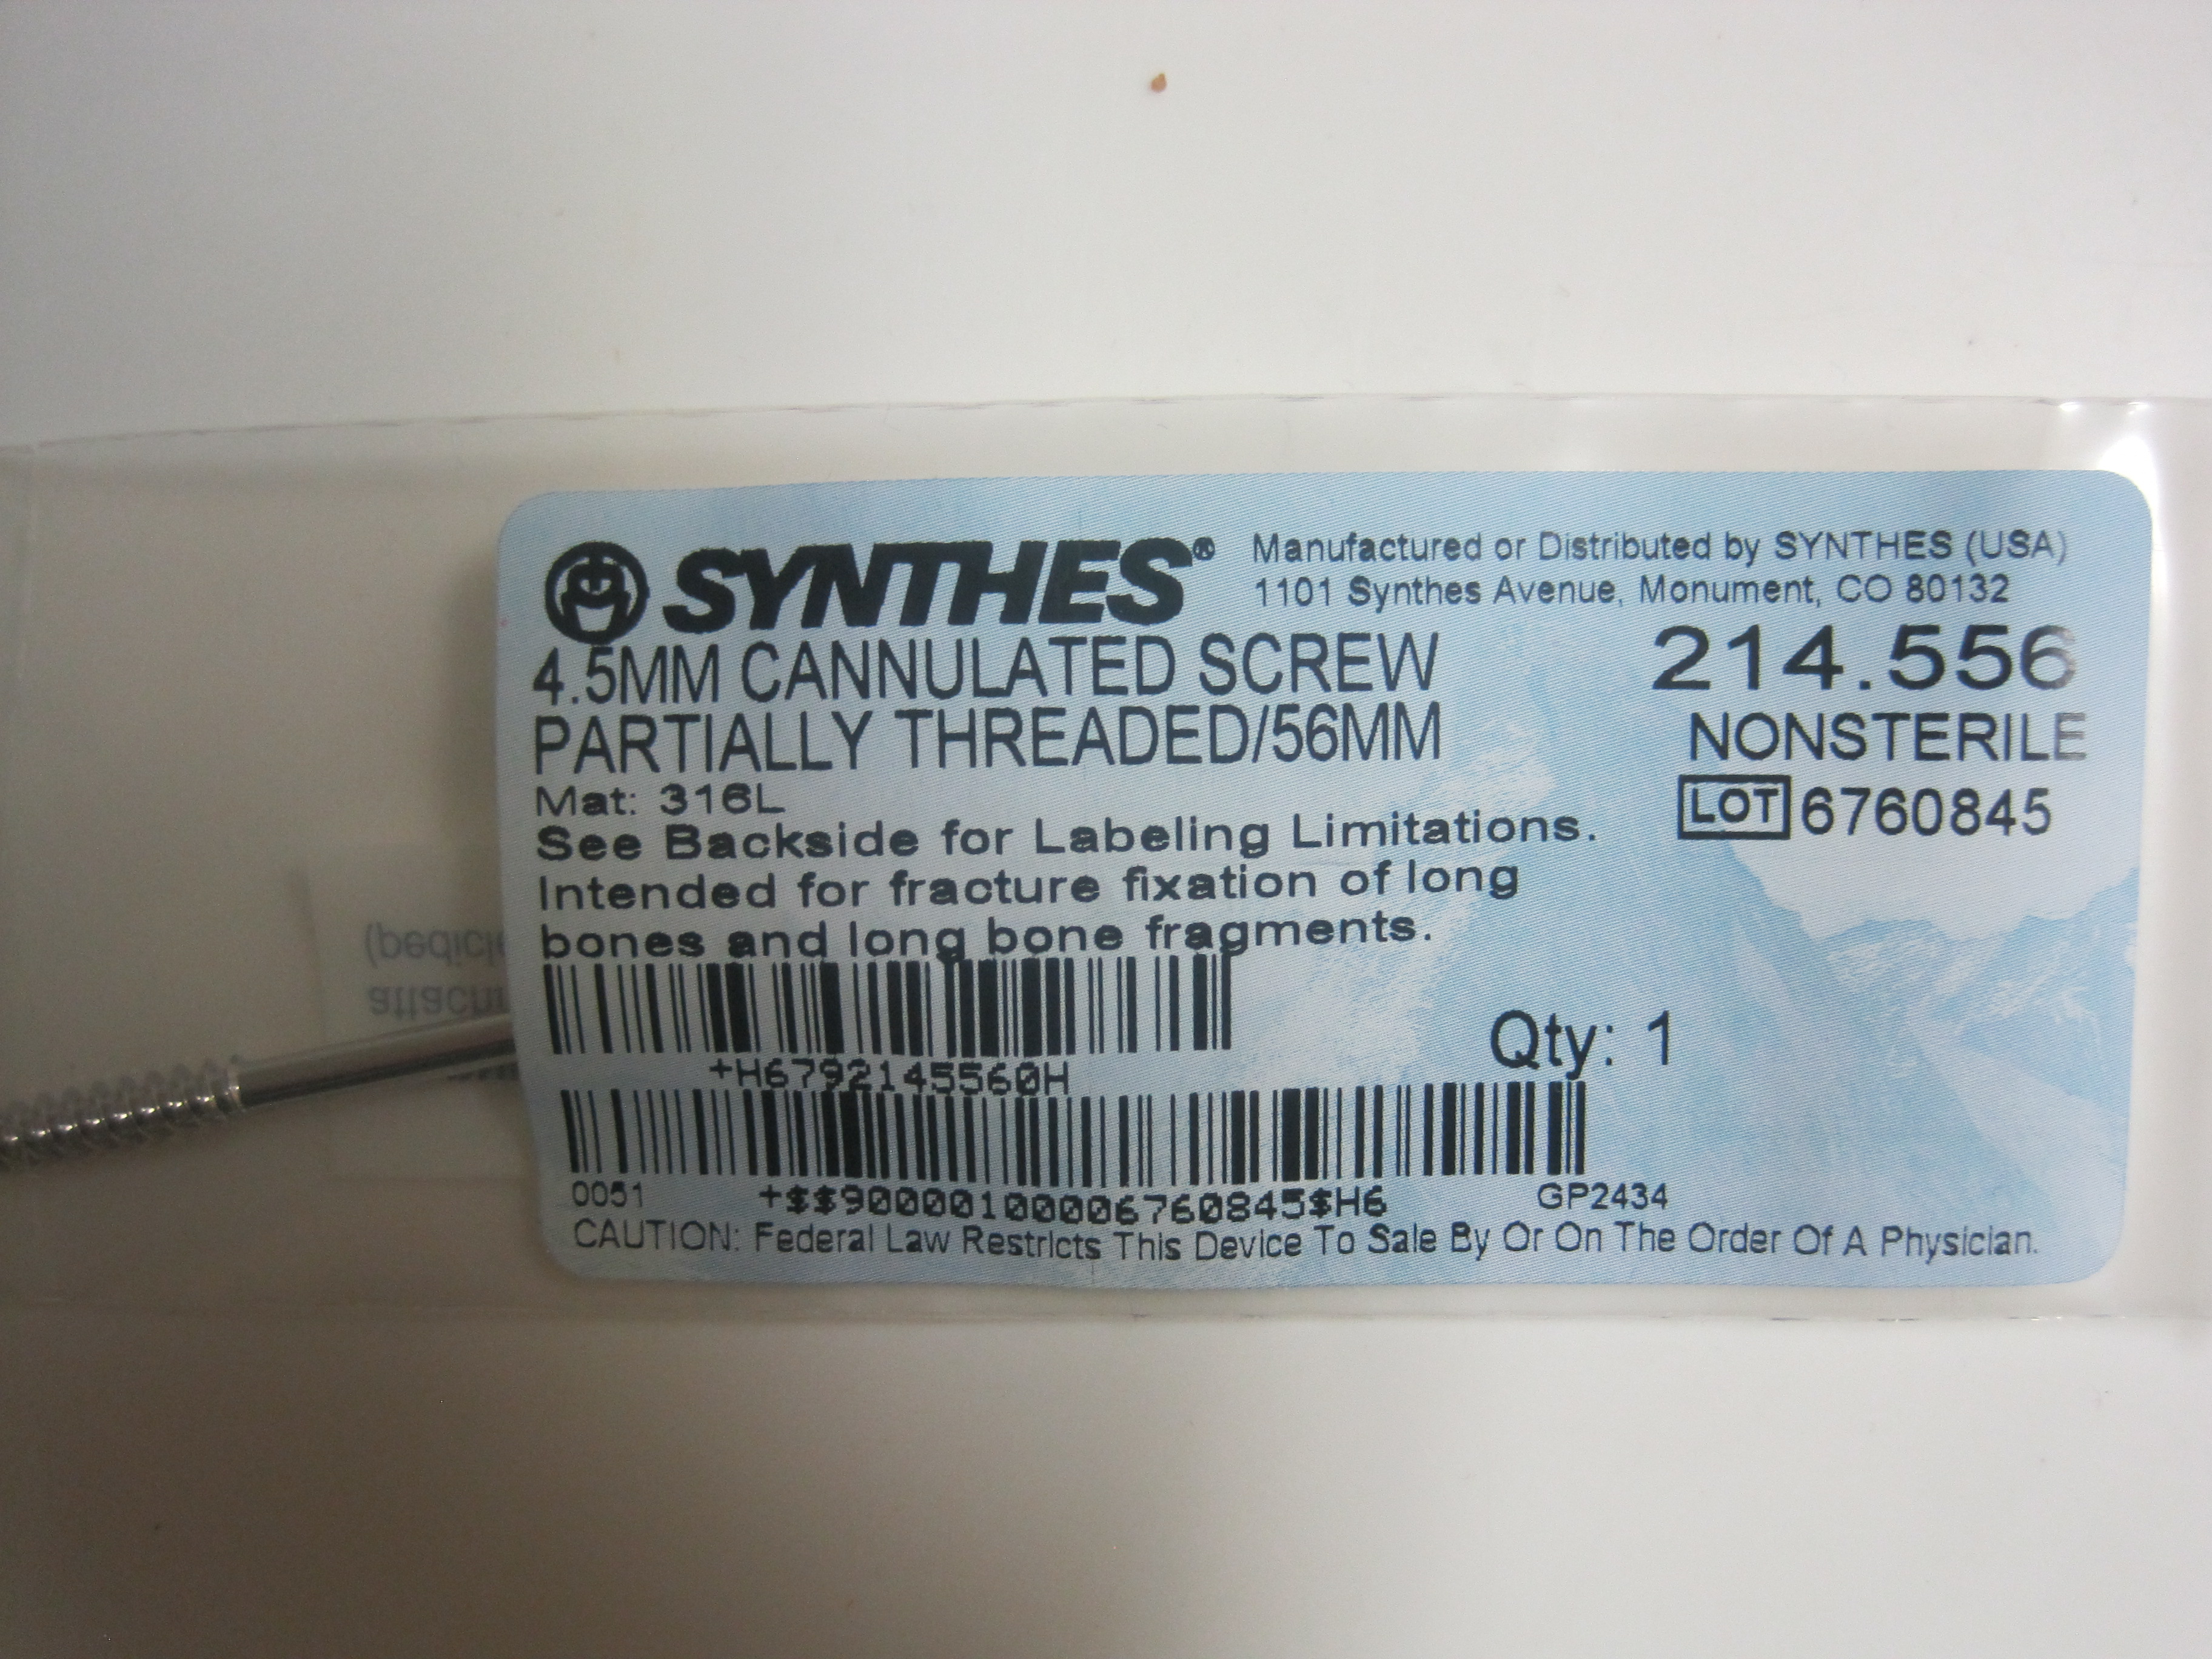 SYNTHES®
Manufactured or Distributed by SYNTHES (USA)
1101 Synthes Avenue, Monument, CO 80132
4.5MM CANNULATED SCREW
PARTIALLY THREADED/56MM
214.556
NONSTERILE
LOT 6760845
Mat: 316L
See Backside for Labeling Limitations.
Intended for fracture fixation of long
bones and long bone fragments.
+H6792145560H
Qty: 1
0051
+$$90000100006760845$H6
GP2434
CAUTION: Federal Law Restricts This Device To Sale By Or On The Order Of A Physician.